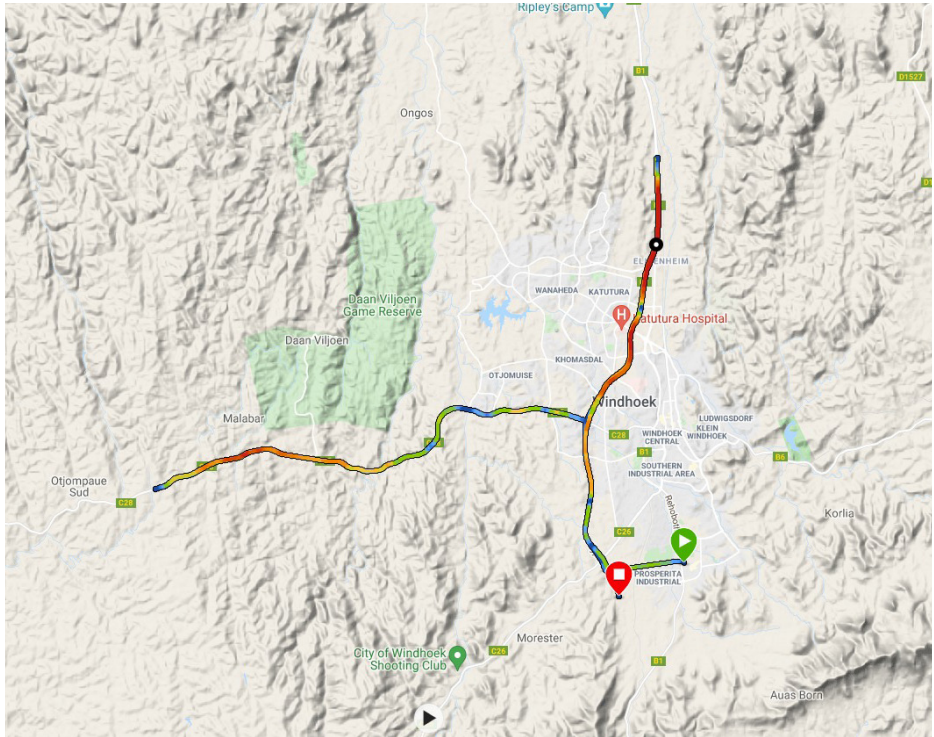 Ripley's Camp
B1
D1527
Ongos
WANAHEDA
KATUTURA
Daan Viljoen
Game Reserve
Katutura Hospital
Daan Viljoen
KHOMASDAL
OTJOMUISE
Windhoek
Malabar
LUDWIGSDORF
KLEIN
WINDHOEK
C28
WINDHOEK
CENTRAL
B1
B6
SOUTHERN
INDUSTRIAL AREA
Otjompaue
Sud
C28
Korlia
C26
PROSPERITA
INDUSTRIAL
Morester
City of Windhoek
Shooting Club
C26
B1
Auas Born